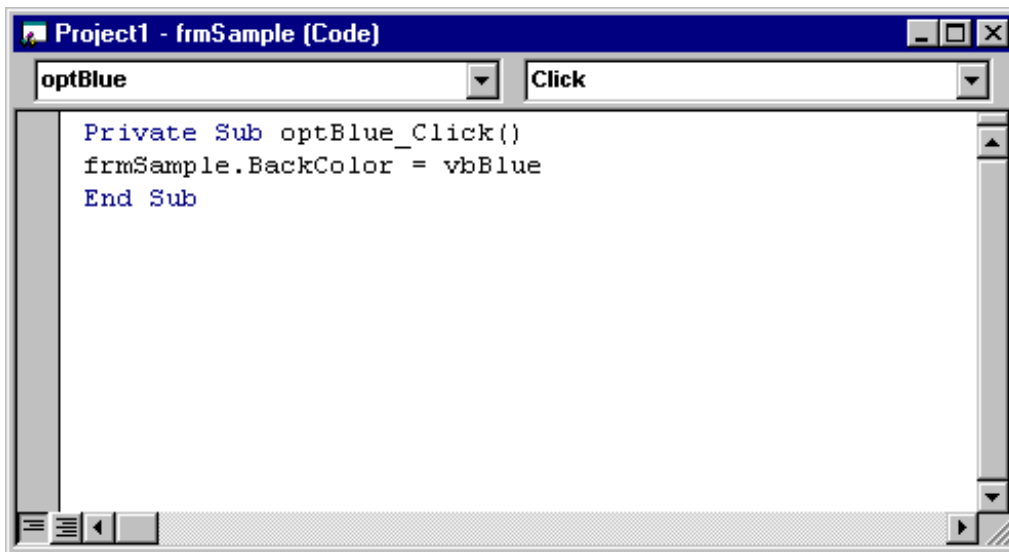 Project1 - frmSample (Code)
optBlue
Click
Private Sub optBlue_Click()
frmSample.BackColor = vbBlue
End Sub